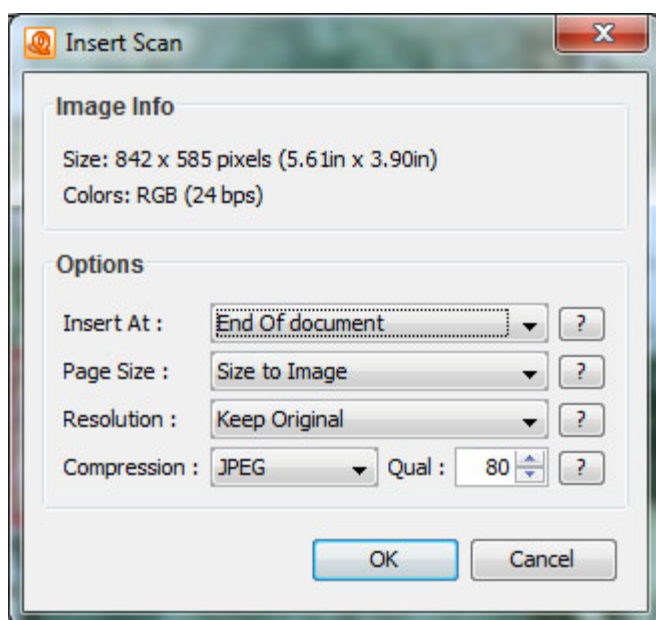 Insert Scan
Image Info
Size: 842 x 585 pixels (5.61in x 3.90in)
Colors: RGB (24 bps)
Options
Insert At : End Of document ?
Page Size : Size to Image ?
Resolution : Keep Original ?
Compression : JPEG Qual : 80 ?
OK Cancel